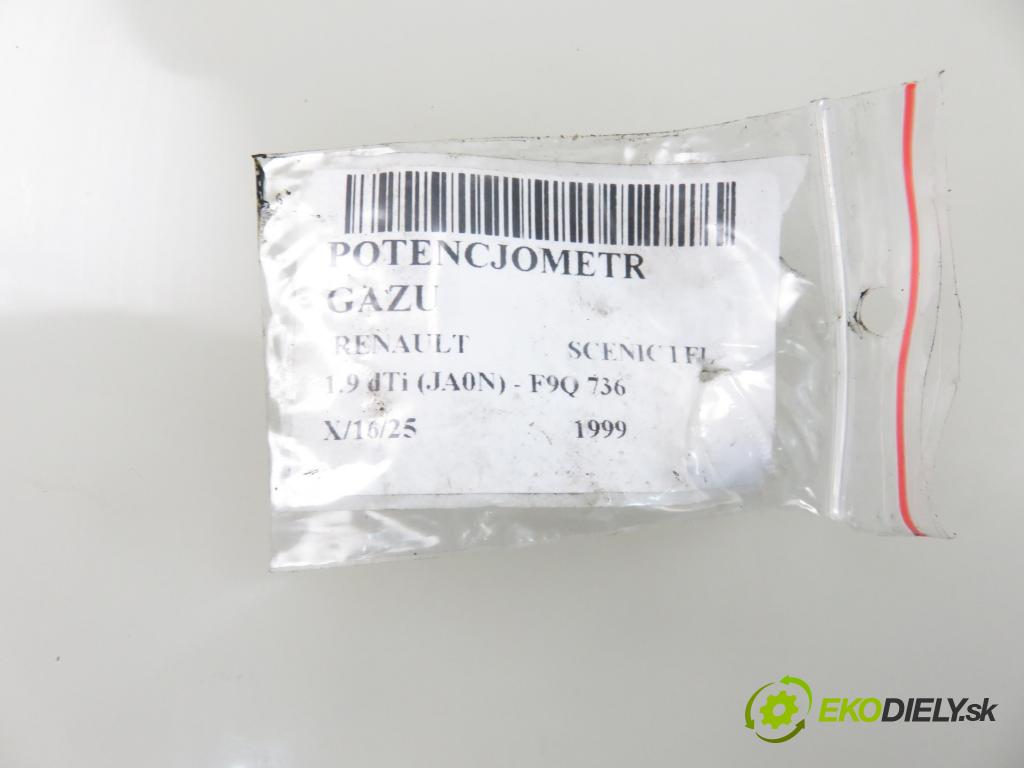 POTENCJOMETR
GAZU
RENAULT SCENIC I FL
1.9 dTi (JA0N) - F9Q 736
X/16/25 1999
EKODIELY.sk